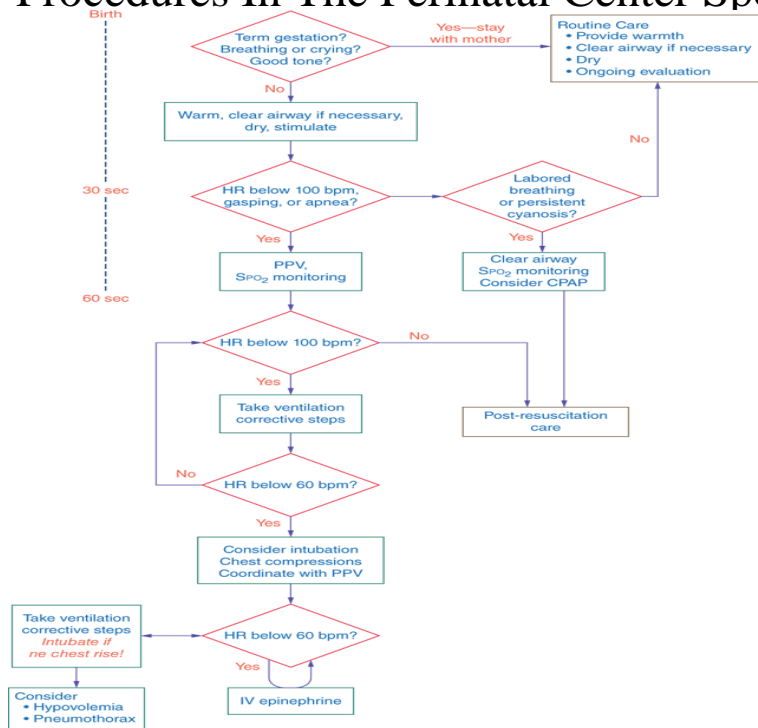 Procedures In The Perinatal Center Spe
Birth
Term gestation?
Breathing or crying?
Good tone?
Yes—stay
with mother
Routine Care
• Provide warmth
• Clear airway if necessary
• Dry
• Ongoing evaluation
No
Warm, clear airway if necessary,
dry, stimulate
No
30 sec
HR below 100 bpm,
gasping, or apnea?
Labored
breathing
or persistent
cyanosis?
Yes
Yes
PPV,
SPO2 monitoring
Clear airway
SPO2 monitoring
Consider CPAP
60 sec
HR below 100 bpm?
No
Yes
Take ventilation
corrective steps
Post-resuscitation
care
No
HR below 60 bpm?
Yes
Consider intubation
Chest compressions
Coordinate with PPV
Take ventilation
corrective steps
Intubate if
ne chest rise!
HR below 60 bpm?
Yes
IV epinephrine
Consider
• Hypovolemia
• Pneumothorax